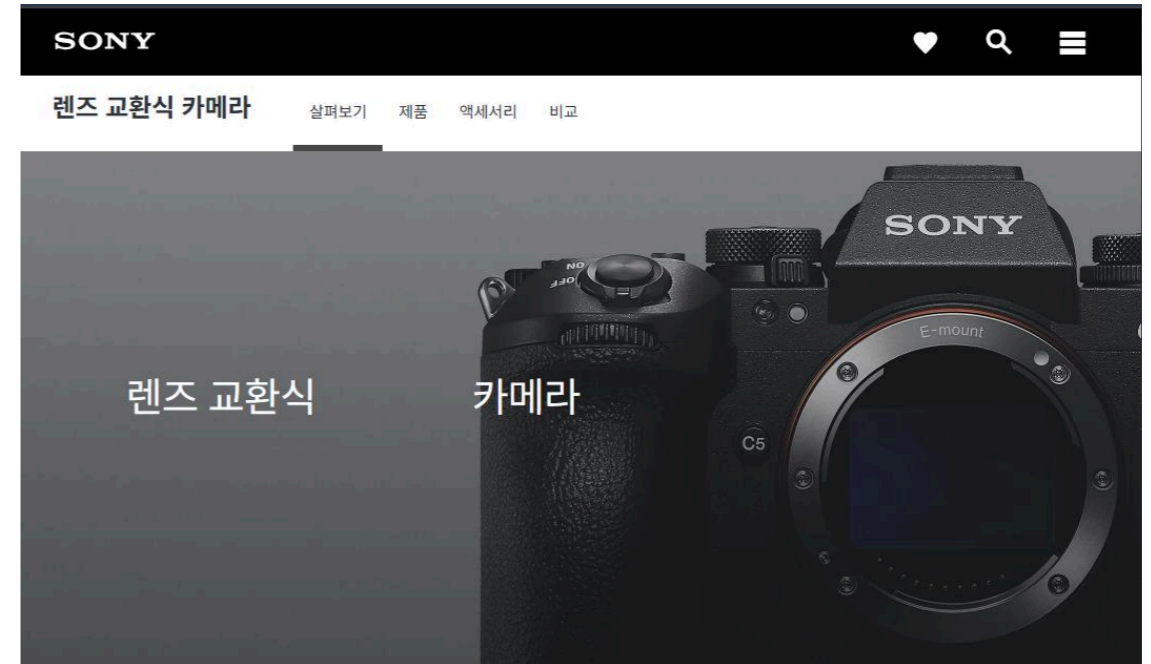 SONY
렌즈 교환식 카메라 살펴보기 제품 액세서리 비교
SONY
ON
OFF
E-mount
렌즈 교환식 카메라
C5